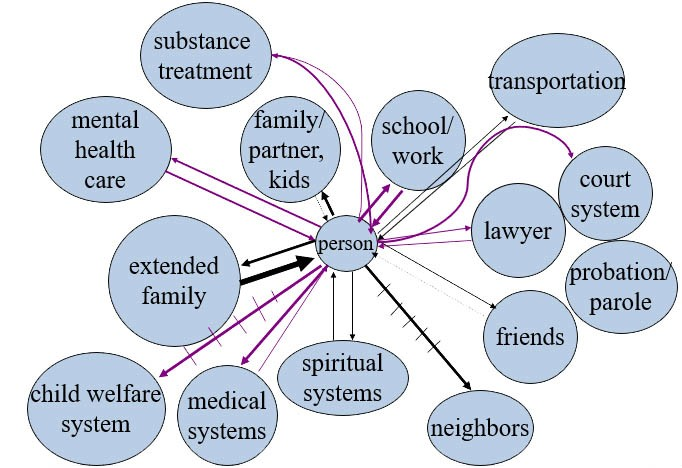 substance
treatment
mental
health
care
family/
partner,
kids
school/
work
transportation
court
system
lawyer
person
extended
family
probation/
parole
friends
spiritual
systems
child welfare
system
medical
systems
neighbors